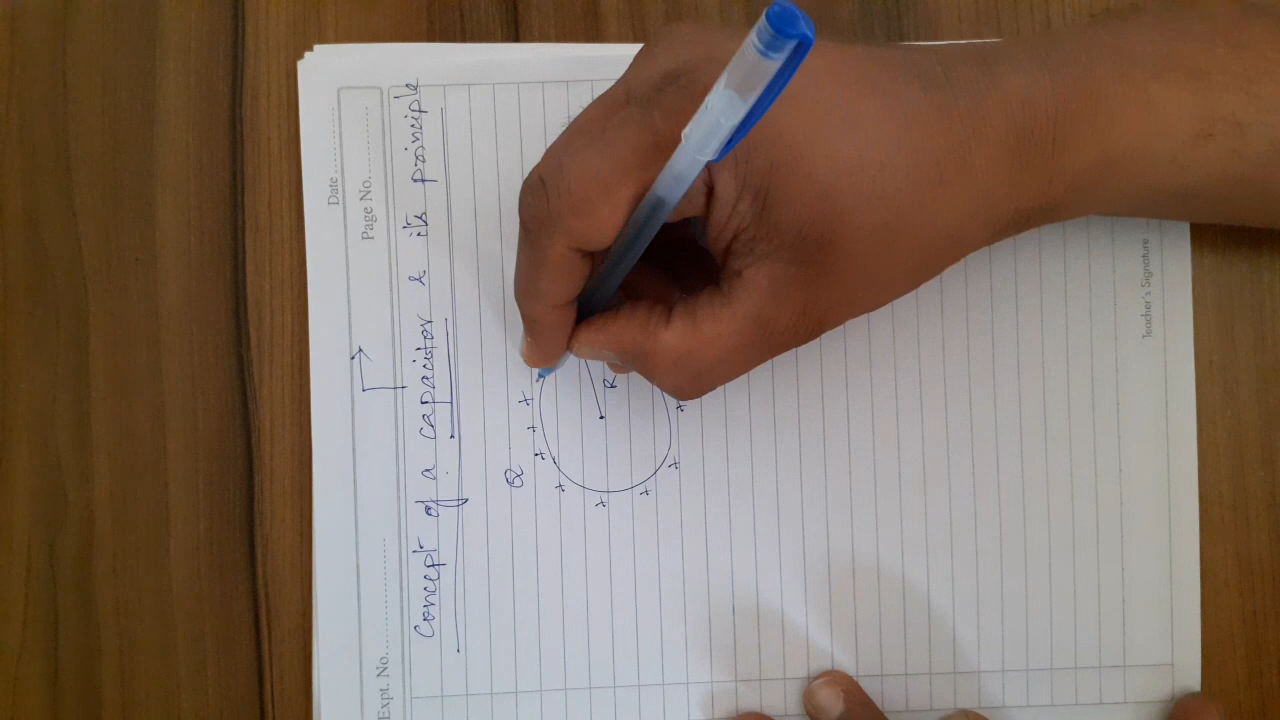 Date
Page No.
Expt. No.
Concept of a capacitor & its principle
Q
+ + + + + + + + +
R
Teacher's Signature